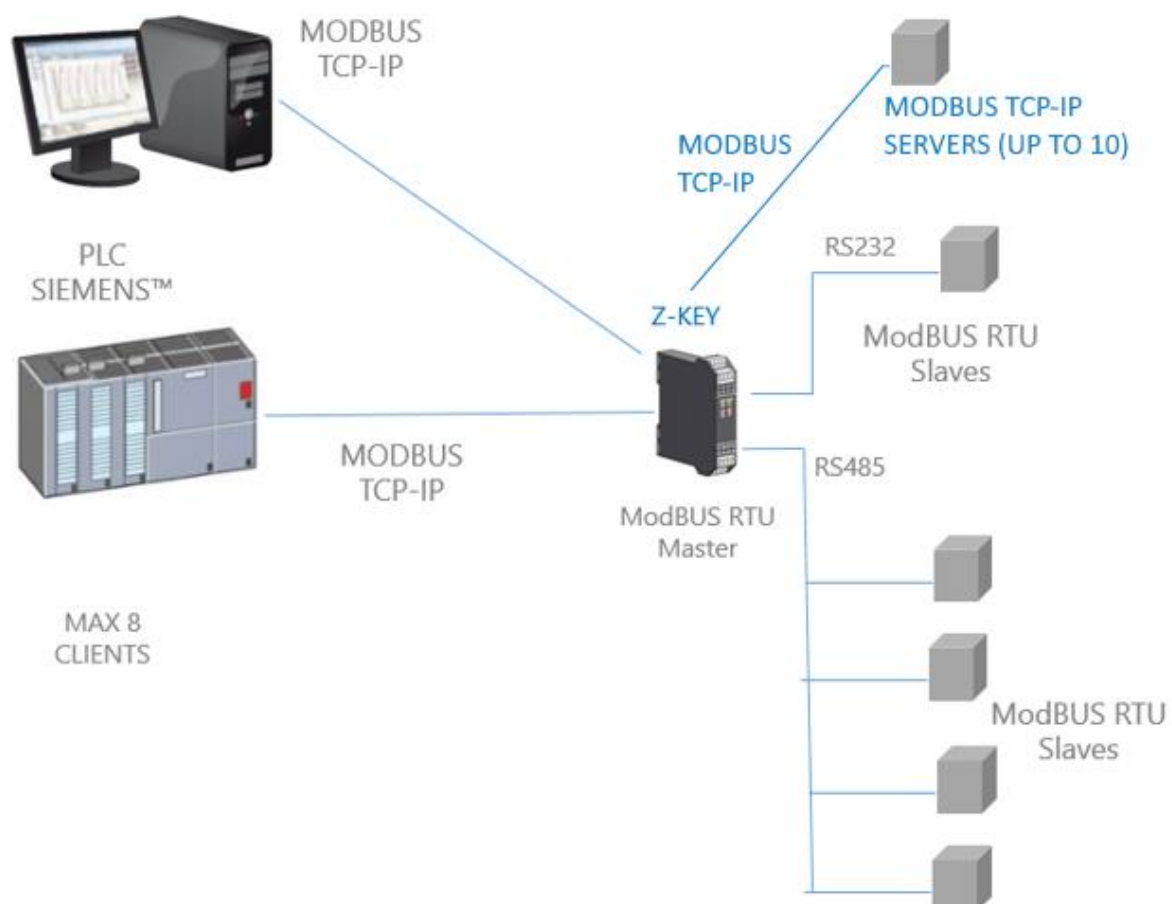 MODBUS
TCP-IP
MODBUS TCP-IP
SERVERS (UP TO 10)
MODBUS
TCP-IP
PLC
SIEMENS™
RS232
Z-KEY
ModBUS RTU
Slaves
MODBUS
TCP-IP
RS485
ModBUS RTU
Master
MAX 8
CLIENTS
ModBUS RTU
Slaves